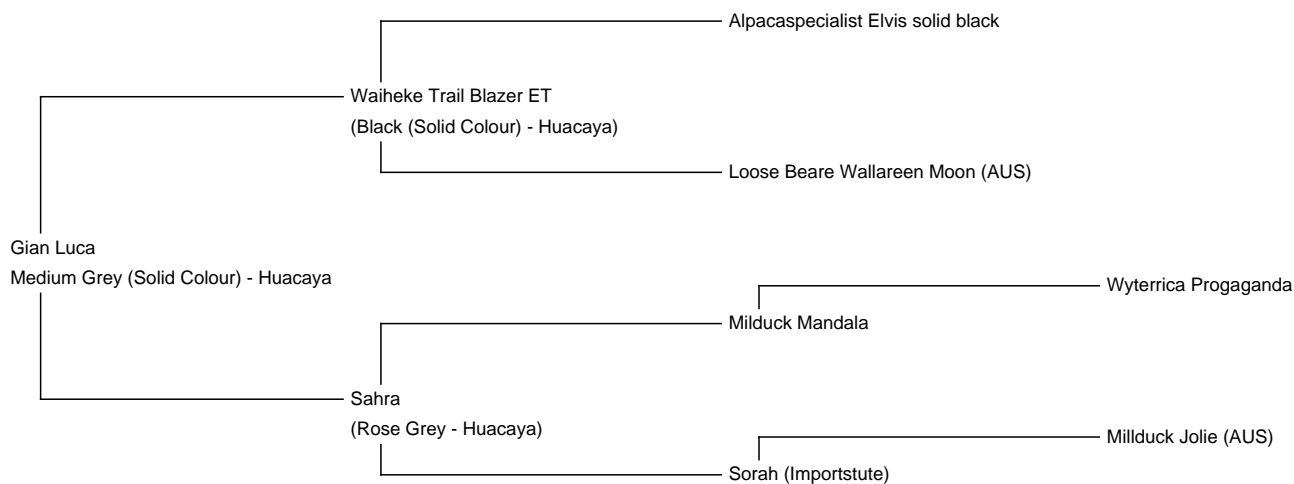 Alpacaspecialist Elvis solid black
Waiheke Trail Blazer ET
(Black (Solid Colour) - Huacaya)
Loose Beare Wallareen Moon (AUS)
Gian Luca
Medium Grey (Solid Colour) - Huacaya
Wyterrica Progaganda
Milduck Mandala
Sahra
(Rose Grey - Huacaya)
Millduck Jolie (AUS)
Sorah (Importstute)